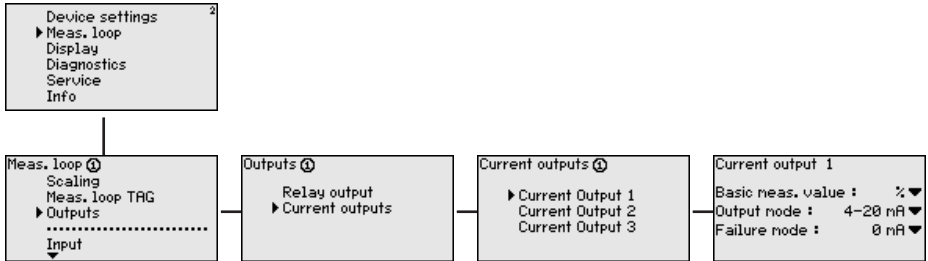 2
Device settings
Meas. loop
Display
Diagnostics
Service
Info
Meas. loop ①
Scaling
Meas. loop TAG
Outputs
Input
Outputs ①
Relay output
Current outputs
Current outputs ①
Current Output 1
Current Output 2
Current Output 3
Current output 1
Basic meas. value : %
Output mode : 4-20 mA
Failure mode : 0 mA